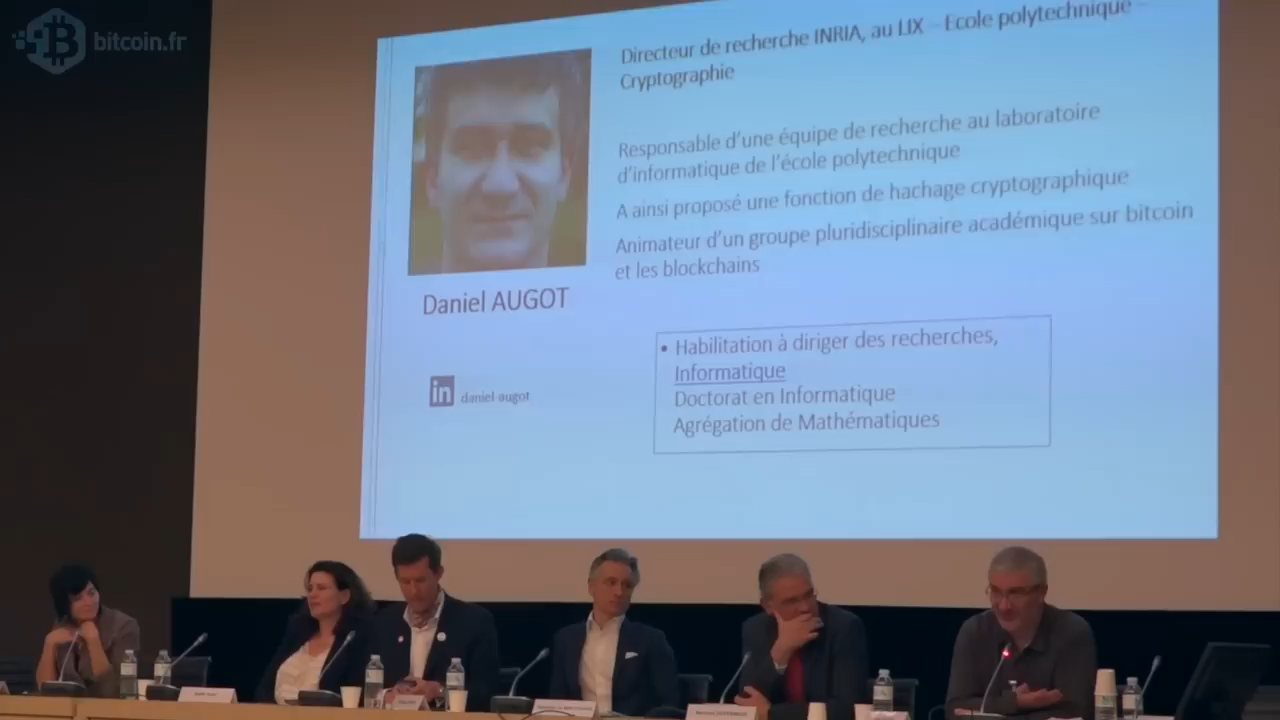 bitcoin.fr
Directeur de recherche INRIA, au LIX – Ecole polytechnique –
Cryptographie
Responsable d'une équipe de recherche au laboratoire
d'informatique de l'école polytechnique
A ainsi proposé une fonction de hachage cryptographique
Animateur d'un groupe pluridisciplinaire académique sur bitcoin
et les blockchains
Daniel AUGOT
in daniel augot
• Habilitation à diriger des recherches,
Informatique
Doctorat en Informatique
Agrégation de Mathématiques